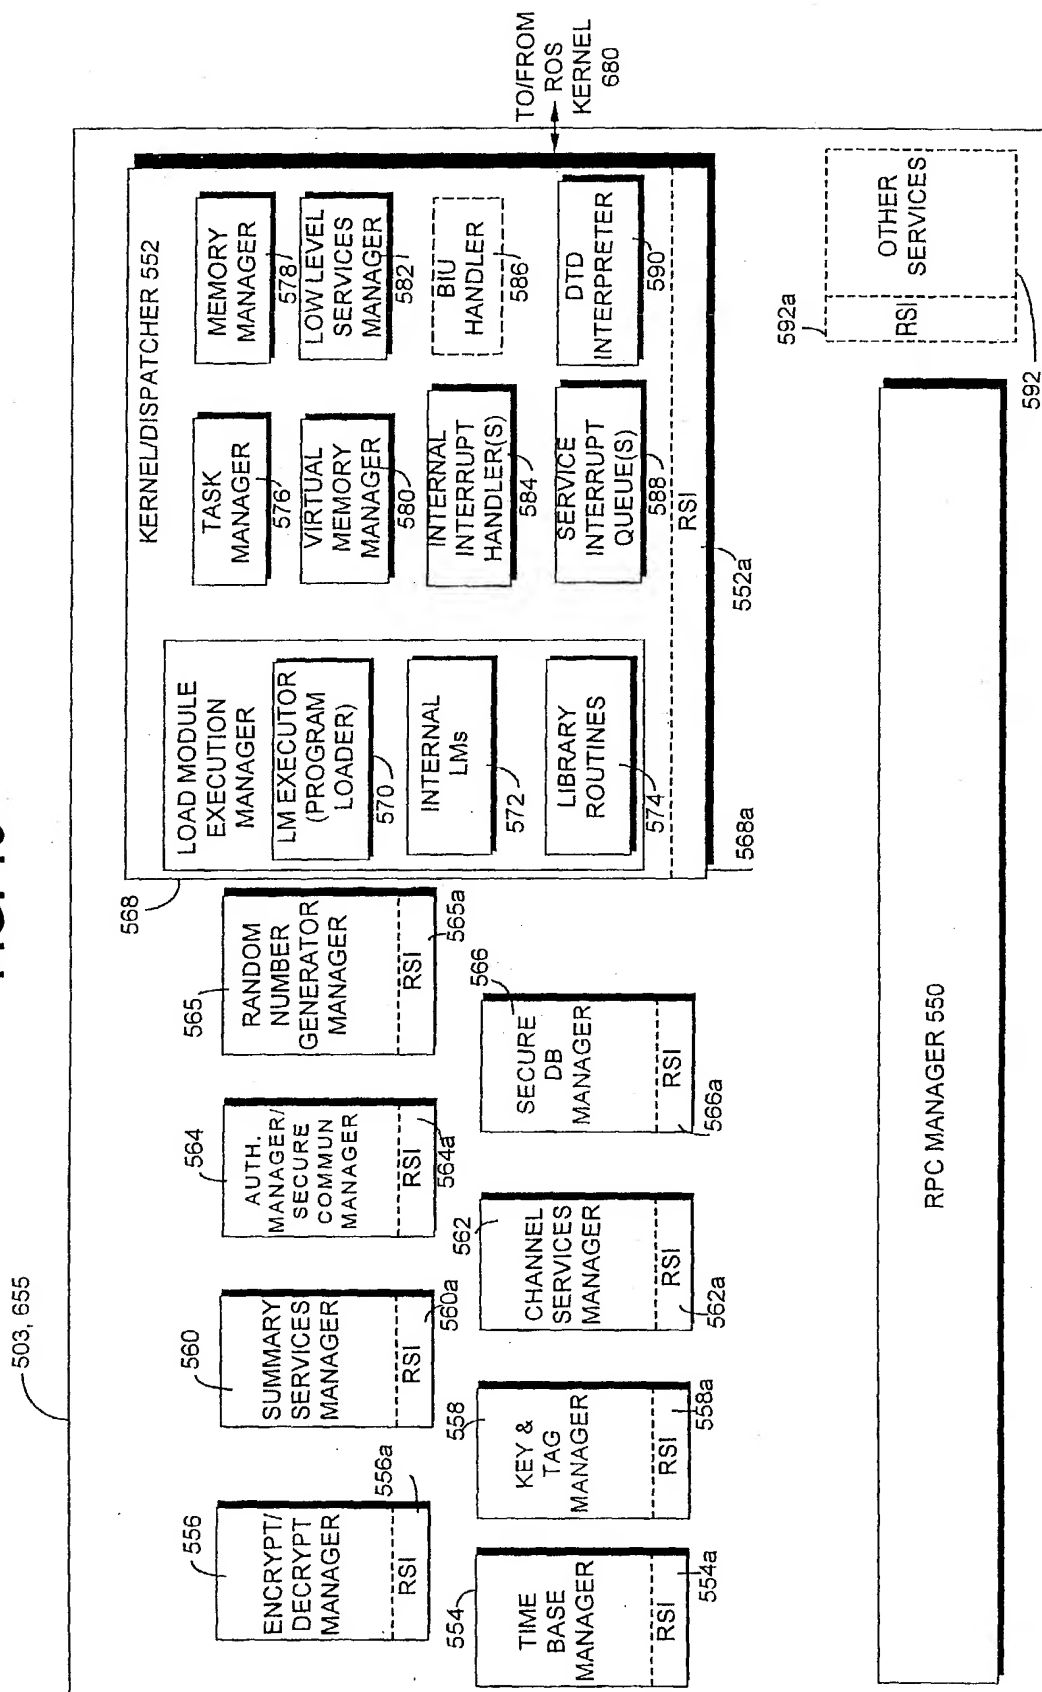 503, 655
556
ENCRYPT/
DECRYPT
MANAGER
RSI
556a
560
SUMMARY
SERVICES
MANAGER
RSI
560a
564
AUTH.
MANAGER/
SECURE
COMMUN
MANAGER
RSI
564a
565
RANDOM
NUMBER
GENERATOR
MANAGER
RSI
565a
554
TIME
BASE
MANAGER
RSI
554a
558
KEY &
TAG
MANAGER
RSI
558a
562
CHANNEL
SERVICES
MANAGER
RSI
562a
566
SECURE
DB
MANAGER
RSI
566a
KERNEL/DISPATCHER 552
568
LOAD MODULE
EXECUTION
MANAGER
LM EXECUTOR
(PROGRAM
LOADER)
570
INTERNAL
LMs
572
LIBRARY
ROUTINES
574
568a
TASK
MANAGER
576
MEMORY
MANAGER
578
VIRTUAL
MEMORY
MANAGER
580
LOW LEVEL
SERVICES
MANAGER
582
INTERNAL
INTERRUPT
HANDLER(S)
584
BIU
HANDLER
586
SERVICE
INTERRUPT
QUEUE(S)
588
DTD
INTERPRETER
590
RSI
552a
TO/FROM
ROS
KERNEL
680
RPC MANAGER 550
592a
RSI
OTHER
SERVICES
592